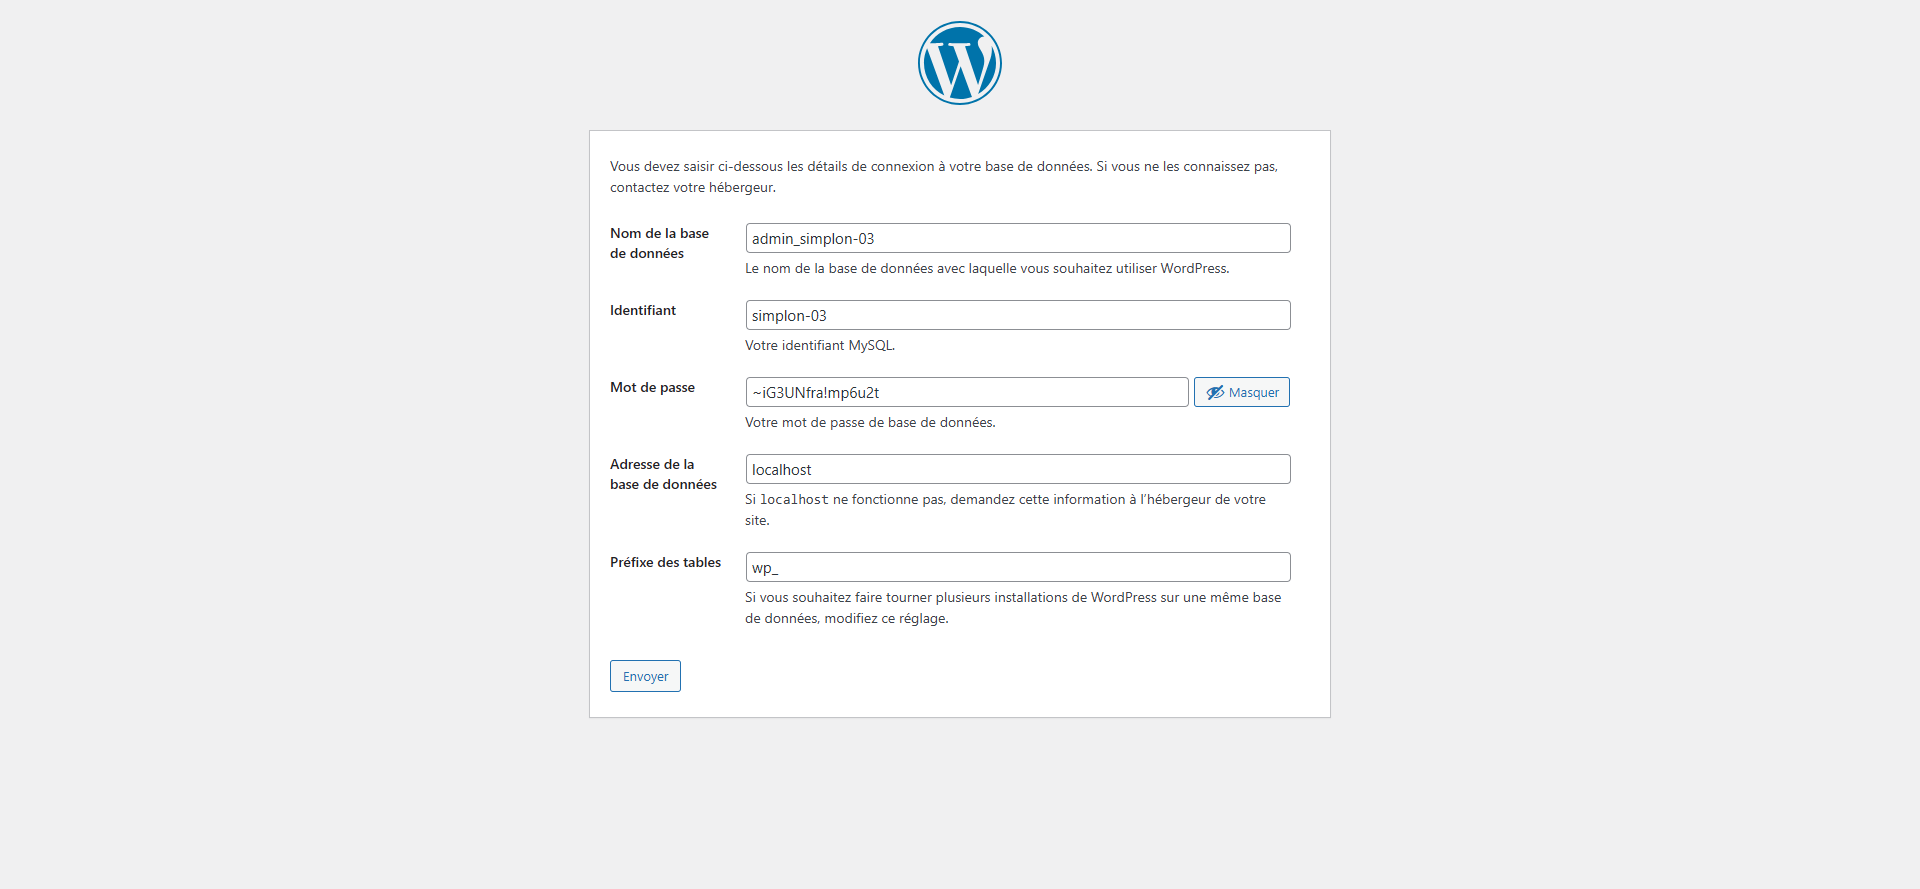 Vous devez saisir ci-dessous les détails de connexion à votre base de données. Si vous ne les connaissez pas,
contactez votre hébergeur.
Nom de la base
de données
admin_simplon-03
Le nom de la base de données avec laquelle vous souhaitez utiliser WordPress.
Identifiant
simplon-03
Votre identifiant MySQL.
Mot de passe
~iG3UNfra!mp6u2t
Masquer
Votre mot de passe de base de données.
Adresse de la
base de données
localhost
Si localhost ne fonctionne pas, demandez cette information à l’hébergeur de votre
site.
Préfixe des tables
wp_
Si vous souhaitez faire tourner plusieurs installations de WordPress sur une même base
de données, modifiez ce réglage.
Envoyer